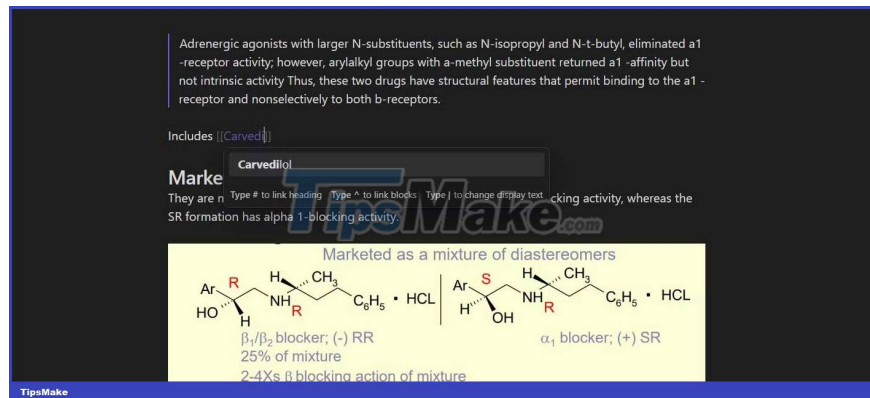 Adrenergic agonists with larger N-substituents, such as N-isopropyl and N-t-butyl, eliminated a1
-receptor activity; however, arylalkyl groups with a-methyl substituent returned a1 -affinity but
not intrinsic activity Thus, these two drugs have structural features that permit binding to the a1 -
receptor and nonselectively to both b-receptors.
Includes [[Carvedi]]
Carvedilol
Type # to link heading Type ^ to link blocks Type | to change display text
Marke
They are n
cking activity, whereas the
SR formation has alpha 1-blocking activity.
TipsMake.com
Marketed as a mixture of diastereomers
Ar R H CH3 HO H NH R C6H5 • HCL
Ar S H CH3 H OH NH R C6H5 • HCL
β1/β2 blocker; (-) RR
α1 blocker; (+) SR
25% of mixture
2-4Xs β blocking action of mixture
TipsMake